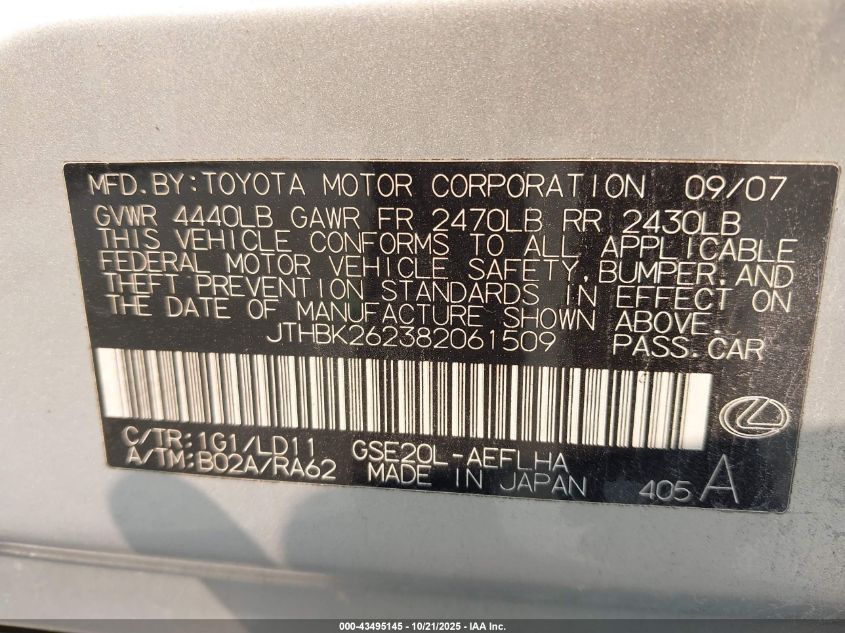 MFD.BY:TOYOTA MOTOR CORPORATION 09/07
GVWR 4440LB GAWR FR 2470LB RR 2430LB
THIS VEHICLE CONFORMS TO ALL APPLICABLE
FEDERAL MOTOR VEHICLE SAFETY,BUMPER,AND
THEFT PREVENTION STANDARDS IN EFFECT ON
THE DATE OF MANUFACTURE SHOWN ABOVE.
JTHBK262382061509 PASS.CAR
C/TR:1G1/LD11 GSE20L-AEFLHA
A/TM:B02A/RA62 MADE IN JAPAN 405 A
000-43495145 - 10/21/2025 - IAA Inc.